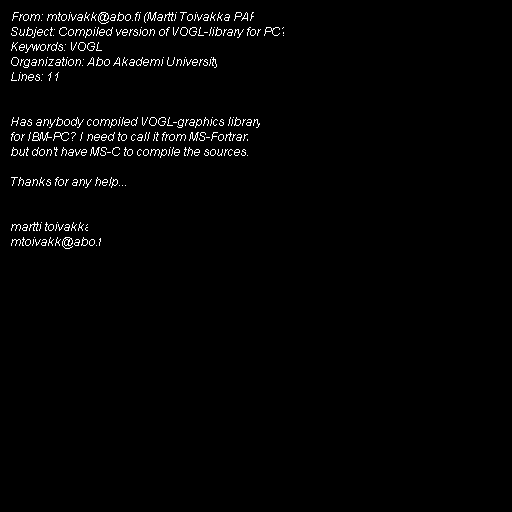 From: mtoivakk@abo.fi (Martti Toivakka PAP
Subject: Compiled version of VOGL-library for PC?
Keywords: VOGL
Organization: Abo Akademi University
Lines: 11
Has anybody compiled VOGL-graphics library
for IBM-PC? I need to call it from MS-Fortran
but don't have MS-C to compile the sources.
Thanks for any help...
martti toivakka
mtoivakk@abo.f